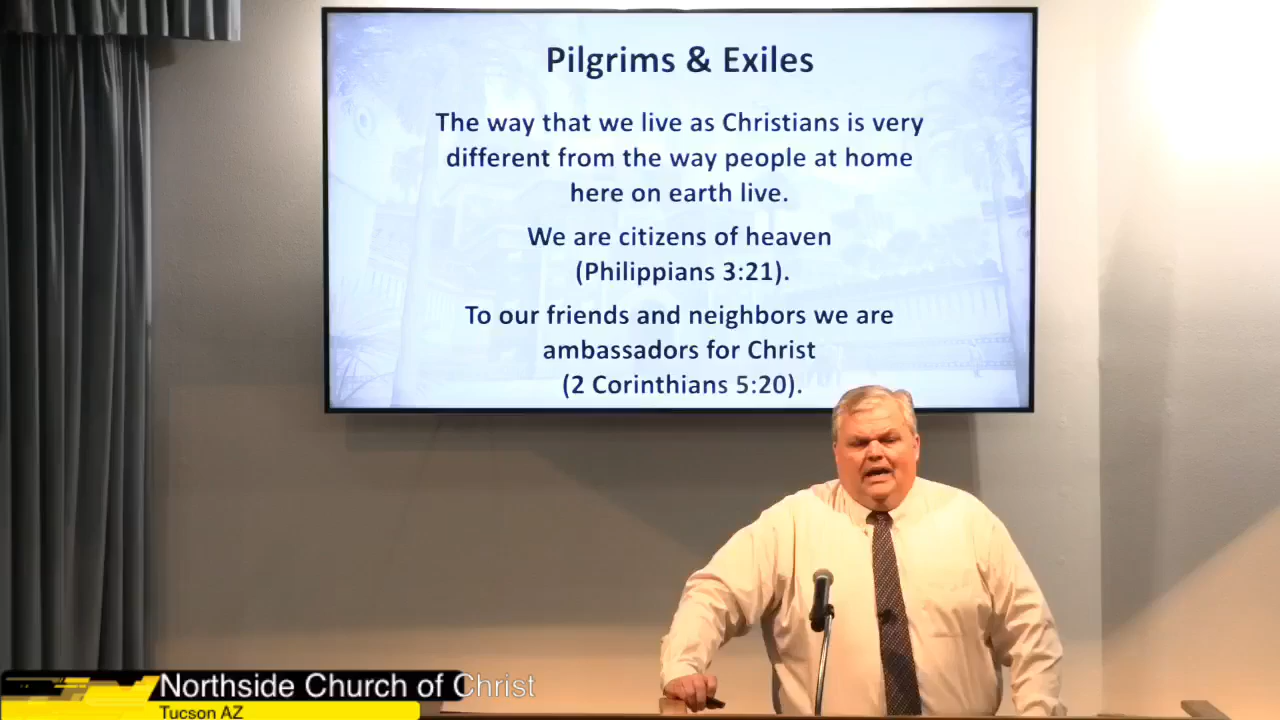 Pilgrims & Exiles
The way that we live as Christians is very
different from the way people at home
here on earth live.
We are citizens of heaven
(Philippians 3:21).
To our friends and neighbors we are
ambassadors for Christ
(2 Corinthians 5:20).
Northside Church of Christ
Tucson AZ